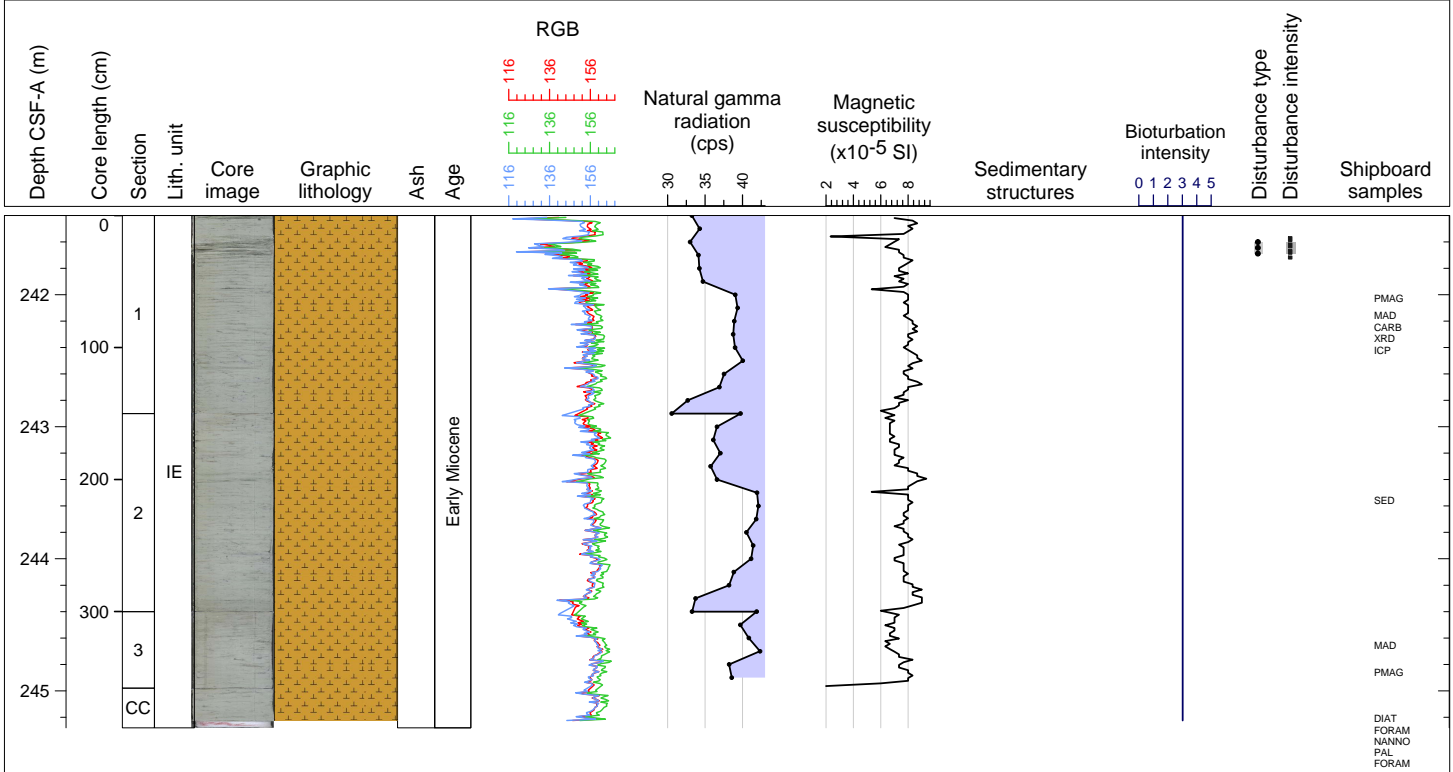 Depth CSF-A (m)
Core length (cm)
Section
Lith. unit
Core
image
Graphic
lithology
Ash
Age
RGB
116 136 156
116 136 156
116 136 156
Natural gamma
radiation
(cps)
30 35 40
Magnetic
susceptibility
(x10-5 SI)
2 4 6 8
Sedimentary
structures
Bioturbation
intensity
0 1 2 3 4 5
Disturbance type
Disturbance intensity
Shipboard
samples
0
100
200
300
242
243
244
245
1
2
3
CC
IE
Early Miocene
PMAG
MAD
CARB
XRD
ICP
SED
MAD
PMAG
DIAT
FORAM
NANNO
PAL
FORAM